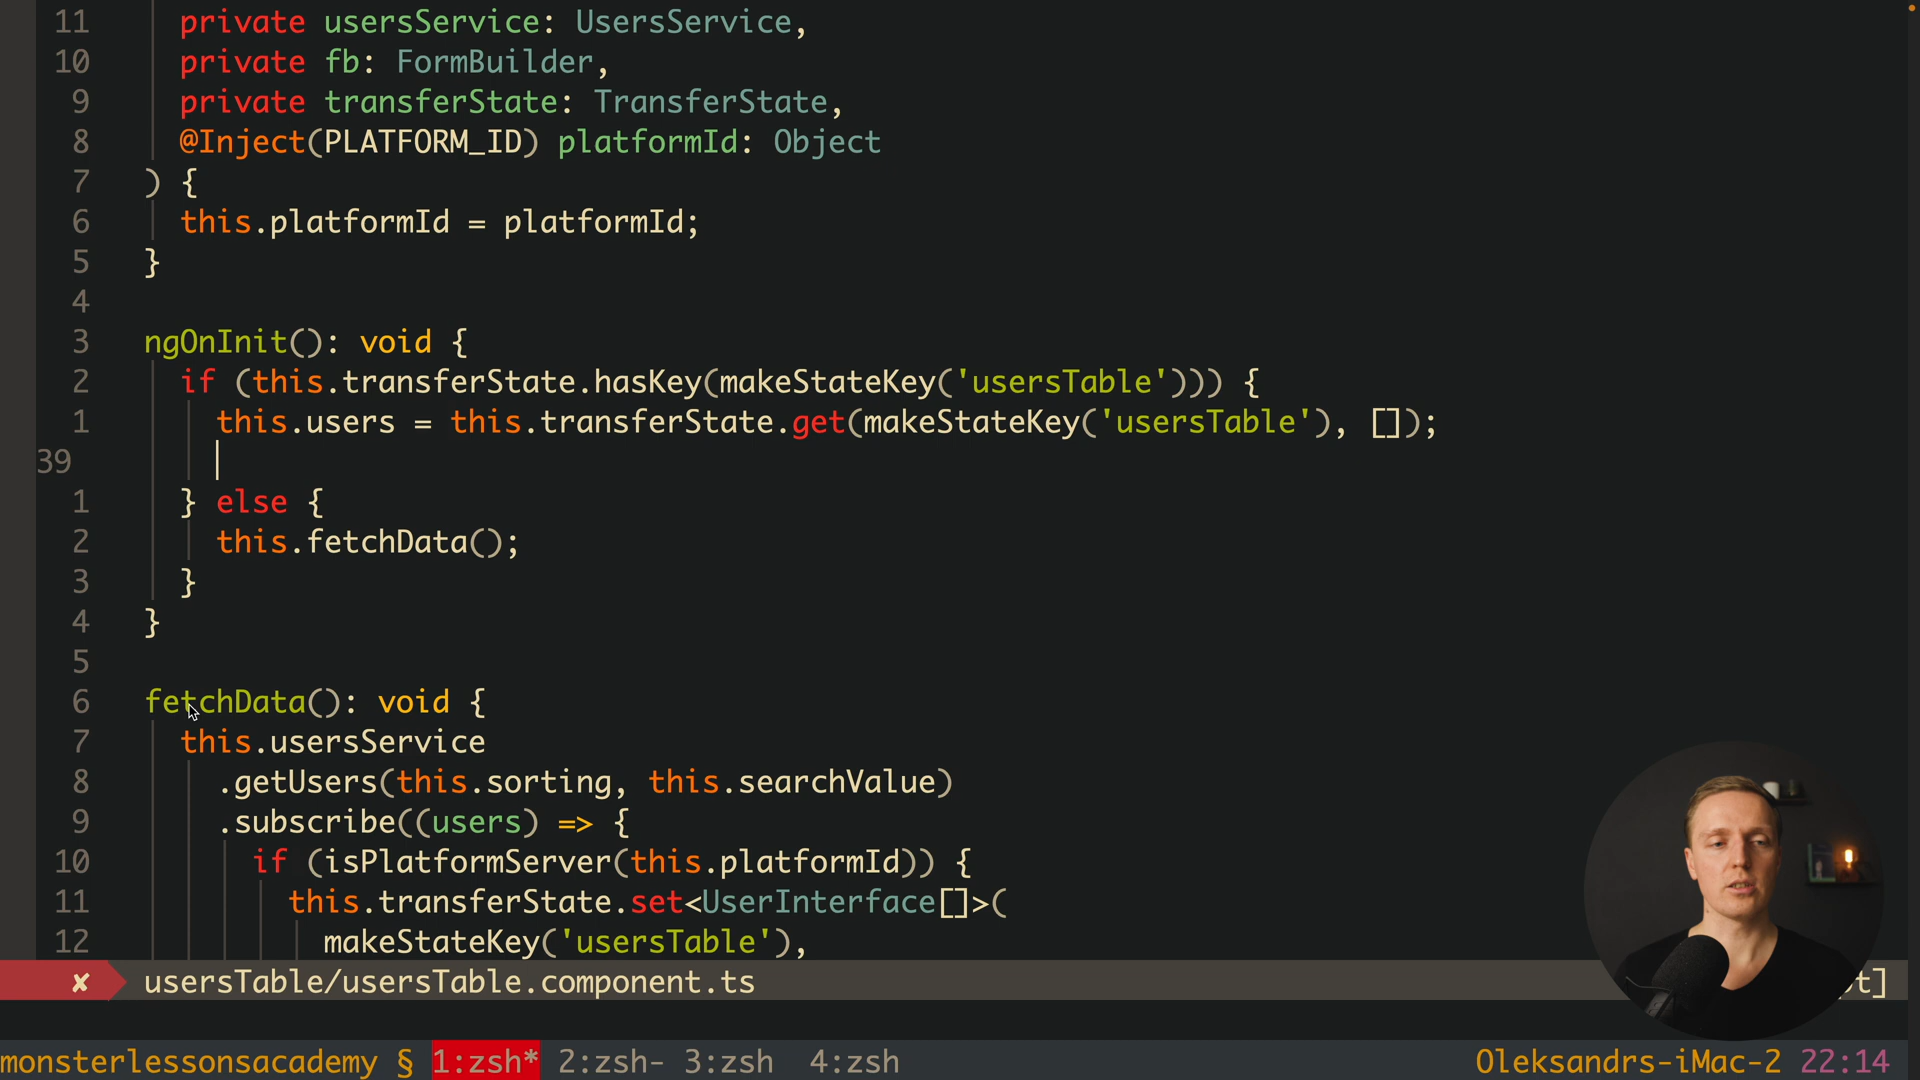 11 private usersService: UsersService,
10 private fb: FormBuilder,
9 private transferState: TransferState,
8 @Inject(PLATFORM_ID) platformId: Object
7 ) {
6 this.platformId = platformId;
5 }
4
3 ngOnInit(): void {
2 if (this.transferState.hasKey(makeStateKey('usersTable'))) {
1 this.users = this.transferState.get(makeStateKey('usersTable'), []);
39
1 } else {
2 this.fetchData();
3 }
4 }
5
6 fetchData(): void {
7 this.usersService
8 .getUsers(this.sorting, this.searchValue)
9 .subscribe((users) => {
10 if (isPlatformServer(this.platformId)) {
11 this.transferState.set<UserInterface[]>(
12 makeStateKey('usersTable'),
✘ usersTable/usersTable.component.ts t]
monsterlessonsacademy § 1:zsh* 2:zsh- 3:zsh 4:zsh Oleksandrs-iMac-2 22:14